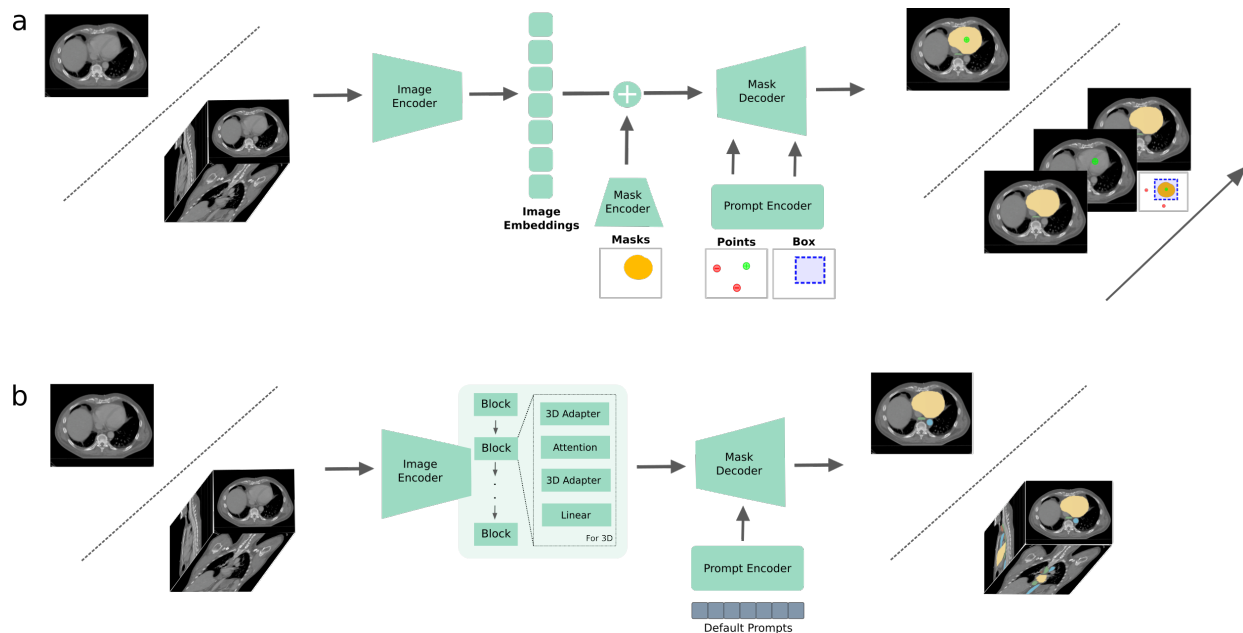 a
Image
Encoder
Image
Embeddings
Mask
Encoder
Masks
Mask
Decoder
Prompt Encoder
Points
Box
b
Image
Encoder
Block
Block
Block
3D Adapter
Attention
3D Adapter
Linear
For 3D
Mask
Decoder
Prompt Encoder
Default Prompts